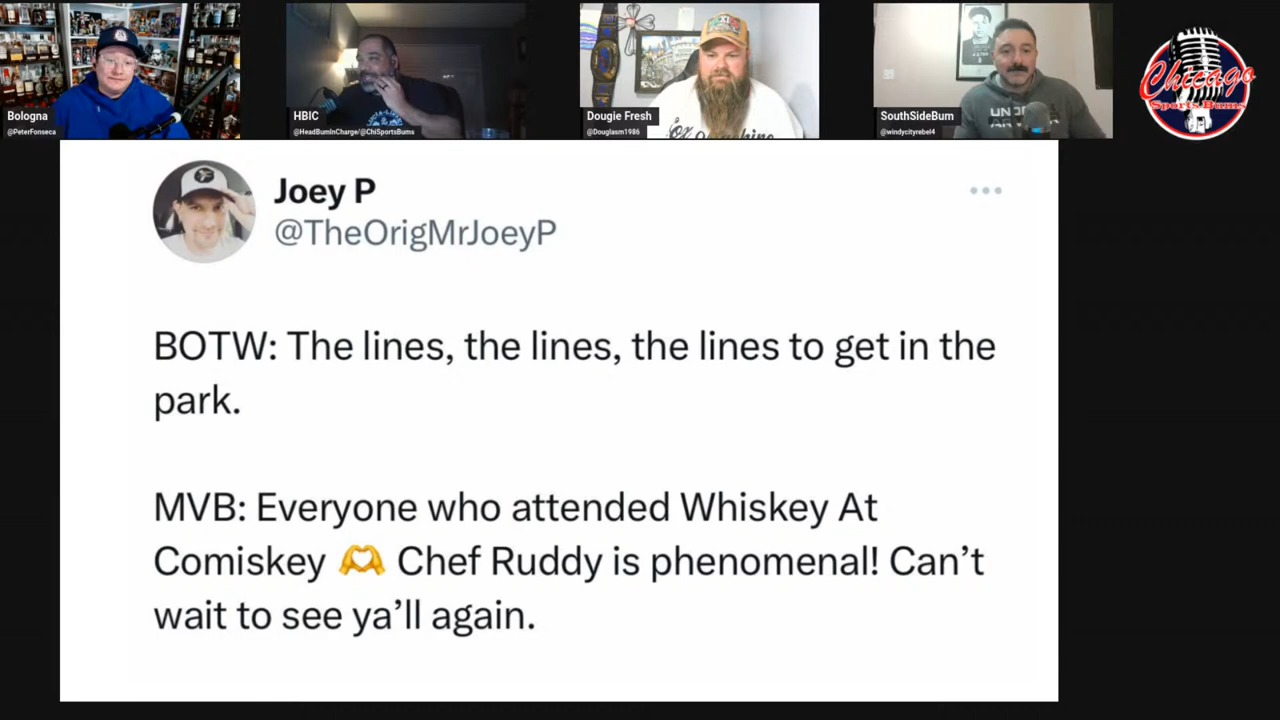 Bologna
@PeterFonseca
HBIC
@HeadBumInCharge/@ChiSportsBums
Dougie Fresh
@Douglasm1986
SouthSideBum
@windycityrebel4
Chicago
Sports Bums
Joey P
@TheOrigMrJoeyP
BOTW: The lines, the lines, the lines to get in the
park.
MVB: Everyone who attended Whiskey At
Comiskey 🫶 Chef Ruddy is phenomenal! Can’t
wait to see ya’ll again.